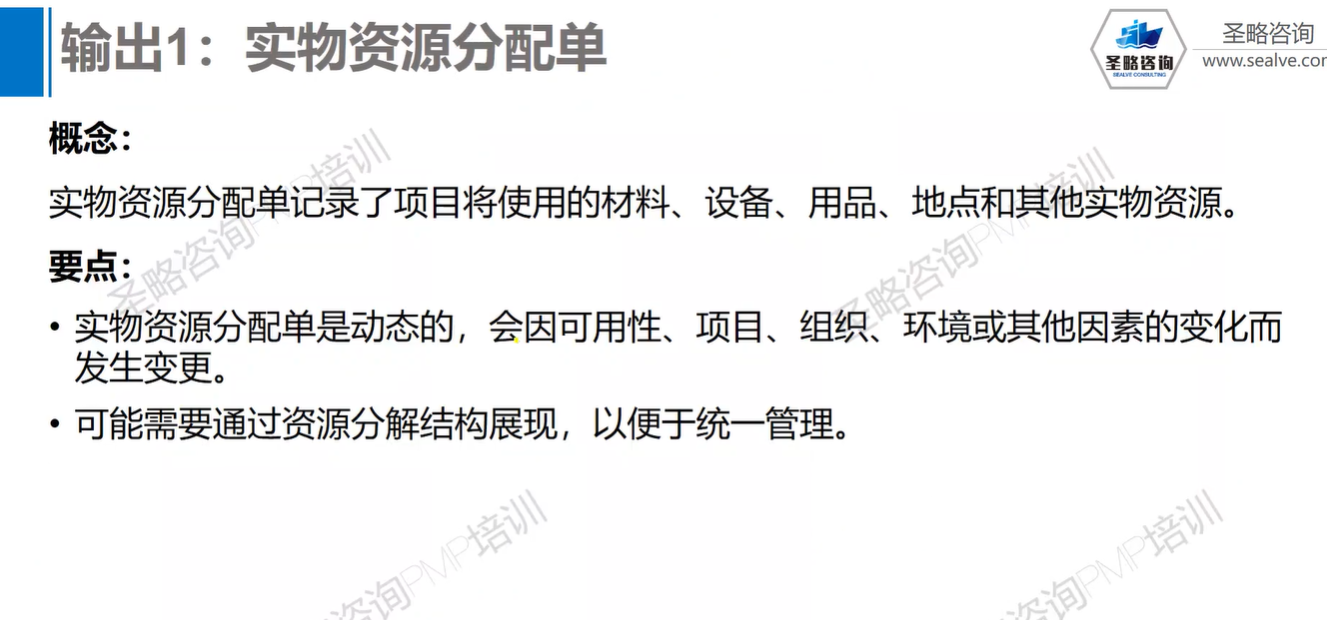 输出1：实物资源分配单
圣略咨询
www.sealve.com
圣略咨询
SEALVE CONSULTING
概念：
实物资源分配单记录了项目将使用的材料、设备、用品、地点和其他实物资源。
要点：
• 实物资源分配单是动态的，会因可用性、项目、组织、环境或其他因素的变化而
发生变更。
• 可能需要通过资源分解结构展现，以便于统一管理。
圣略咨询PMP培训
圣略咨询PMP培训
圣略咨询PMP培训
圣略咨询PMP培训